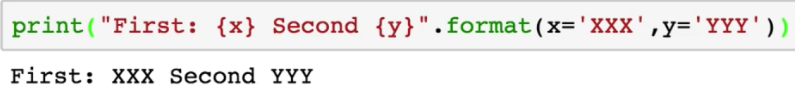 print("First: {x} Second {y}".format(x='XXX',y='YYY'))
First: XXX Second YYY